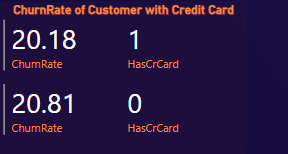 ChurnRate of Customer with Credit Card
20.18 1
ChurnRate HasCrCard
20.81 0
ChurnRate HasCrCard